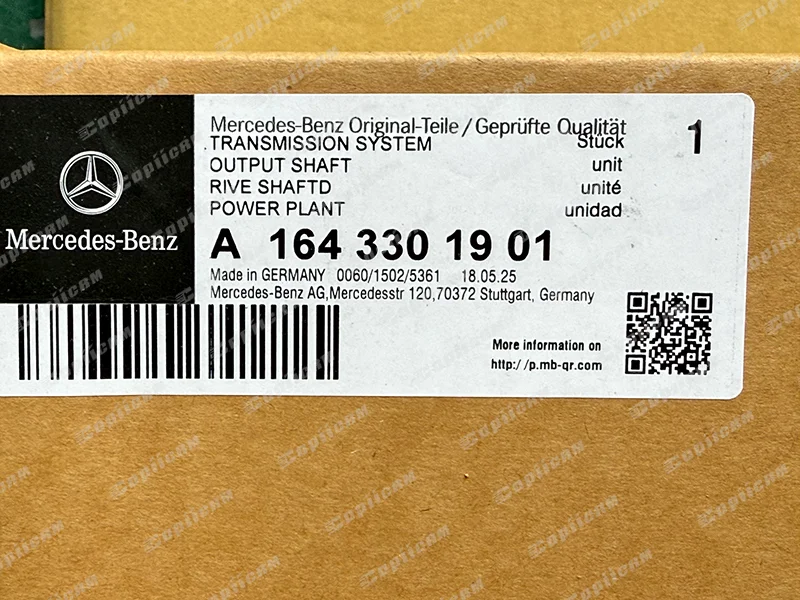 Mercedes-Benz
Mercedes-Benz Original-Teile / Geprüfte Qualität
TRANSMISSION SYSTEM Stück 1
OUTPUT SHAFT unit
RIVE SHAFTD unité
POWER PLANT unidad
A 164 330 19 01
Made in GERMANY 0060/1502/5361 18.05.25
Mercedes-Benz AG,Mercedesstr 120,70372 Stuttgart, Germany
More information on
http://p.mb-qr.com
Capiicam